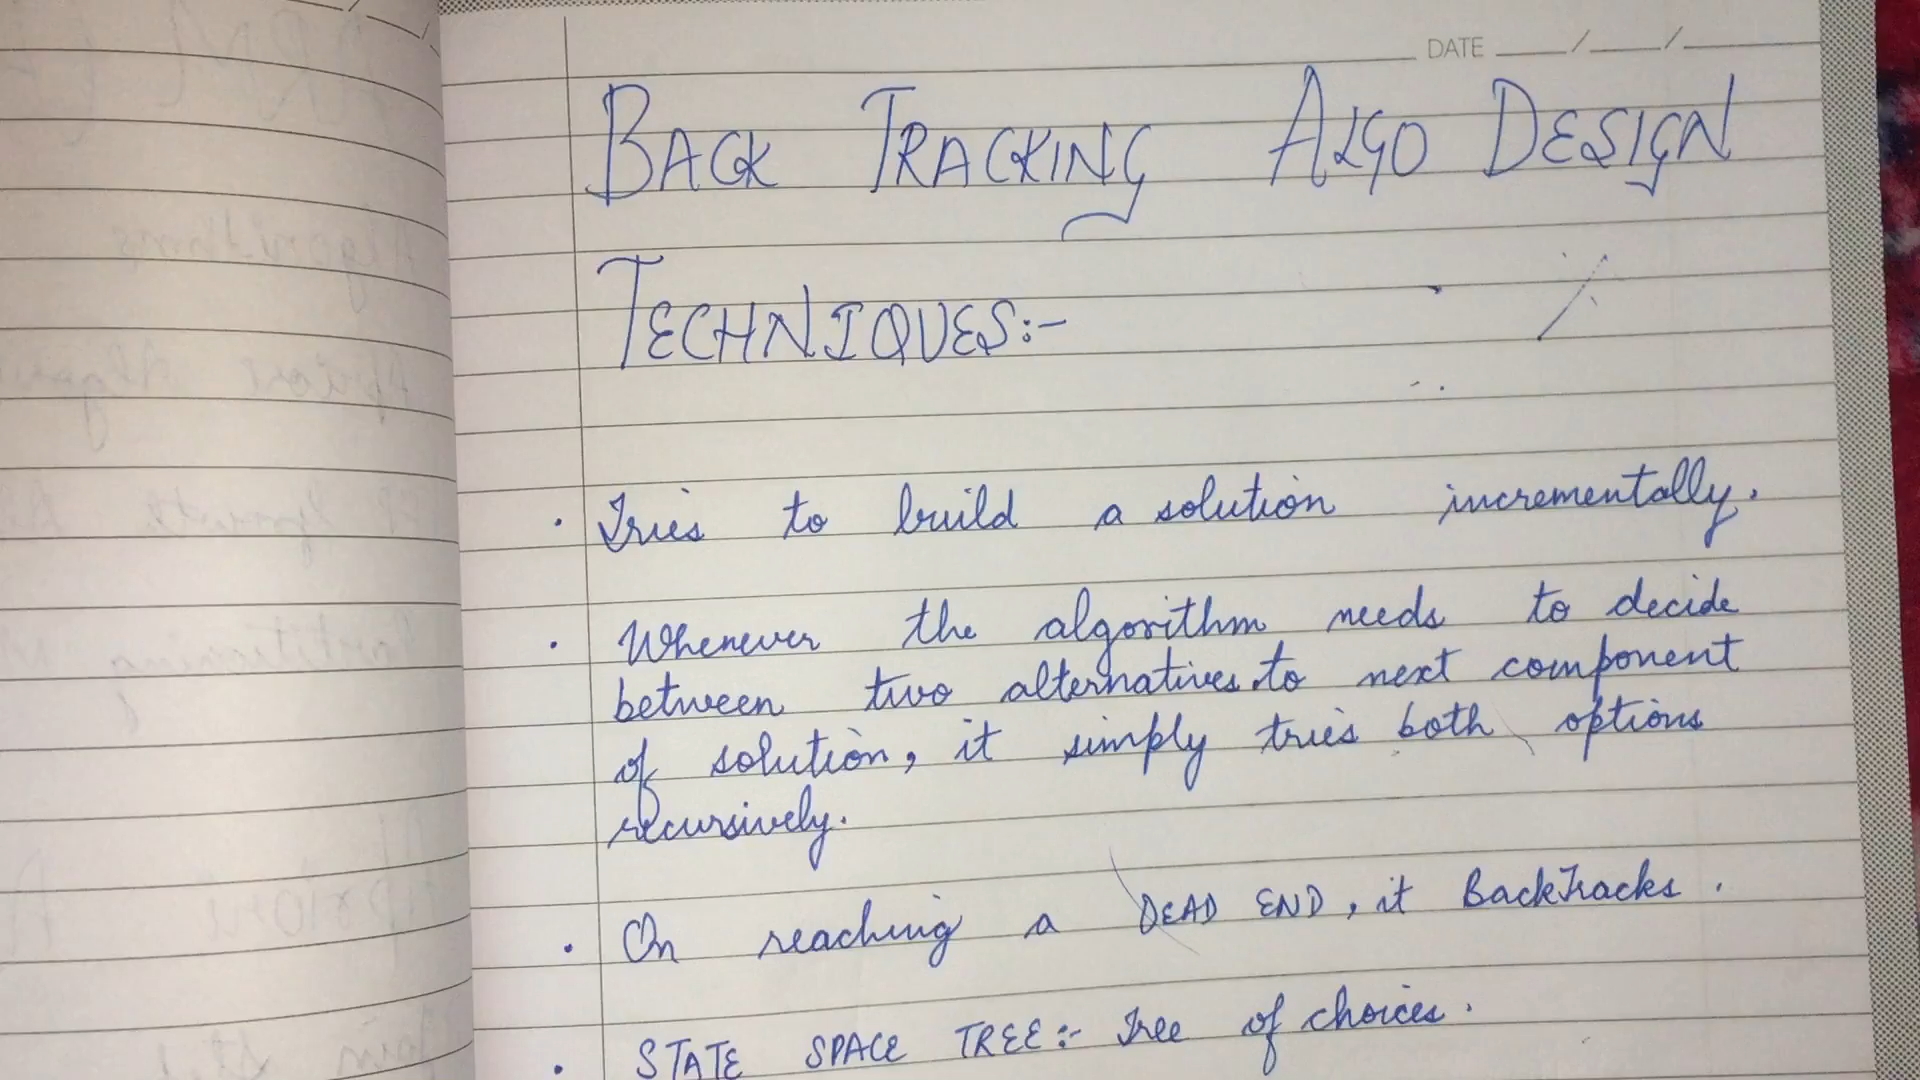 DATE
BACK TRACKING ALGO DESIGN
TECHNIQUES:-
. Tries to build a solution incrementally.
. Whenever the algorithm needs to decide
between two alternatives to next component
of solution, it simply tries both options
recursively.
. On reaching a DEAD END, it BackTracks.
. STATE SPACE TREE:- Tree of choices.